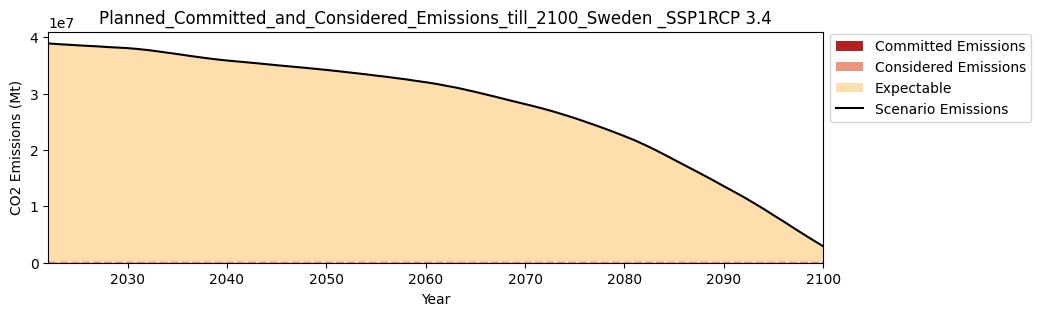 Planned_Committed_and_Considered_Emissions_till_2100_Sweden _SSP1RCP 3.4
1e7
4
3
2
1
0
CO2 Emissions (Mt)
2030 2040 2050 2060 2070 2080 2090 2100
Year
Committed Emissions
Considered Emissions
Expectable
Scenario Emissions